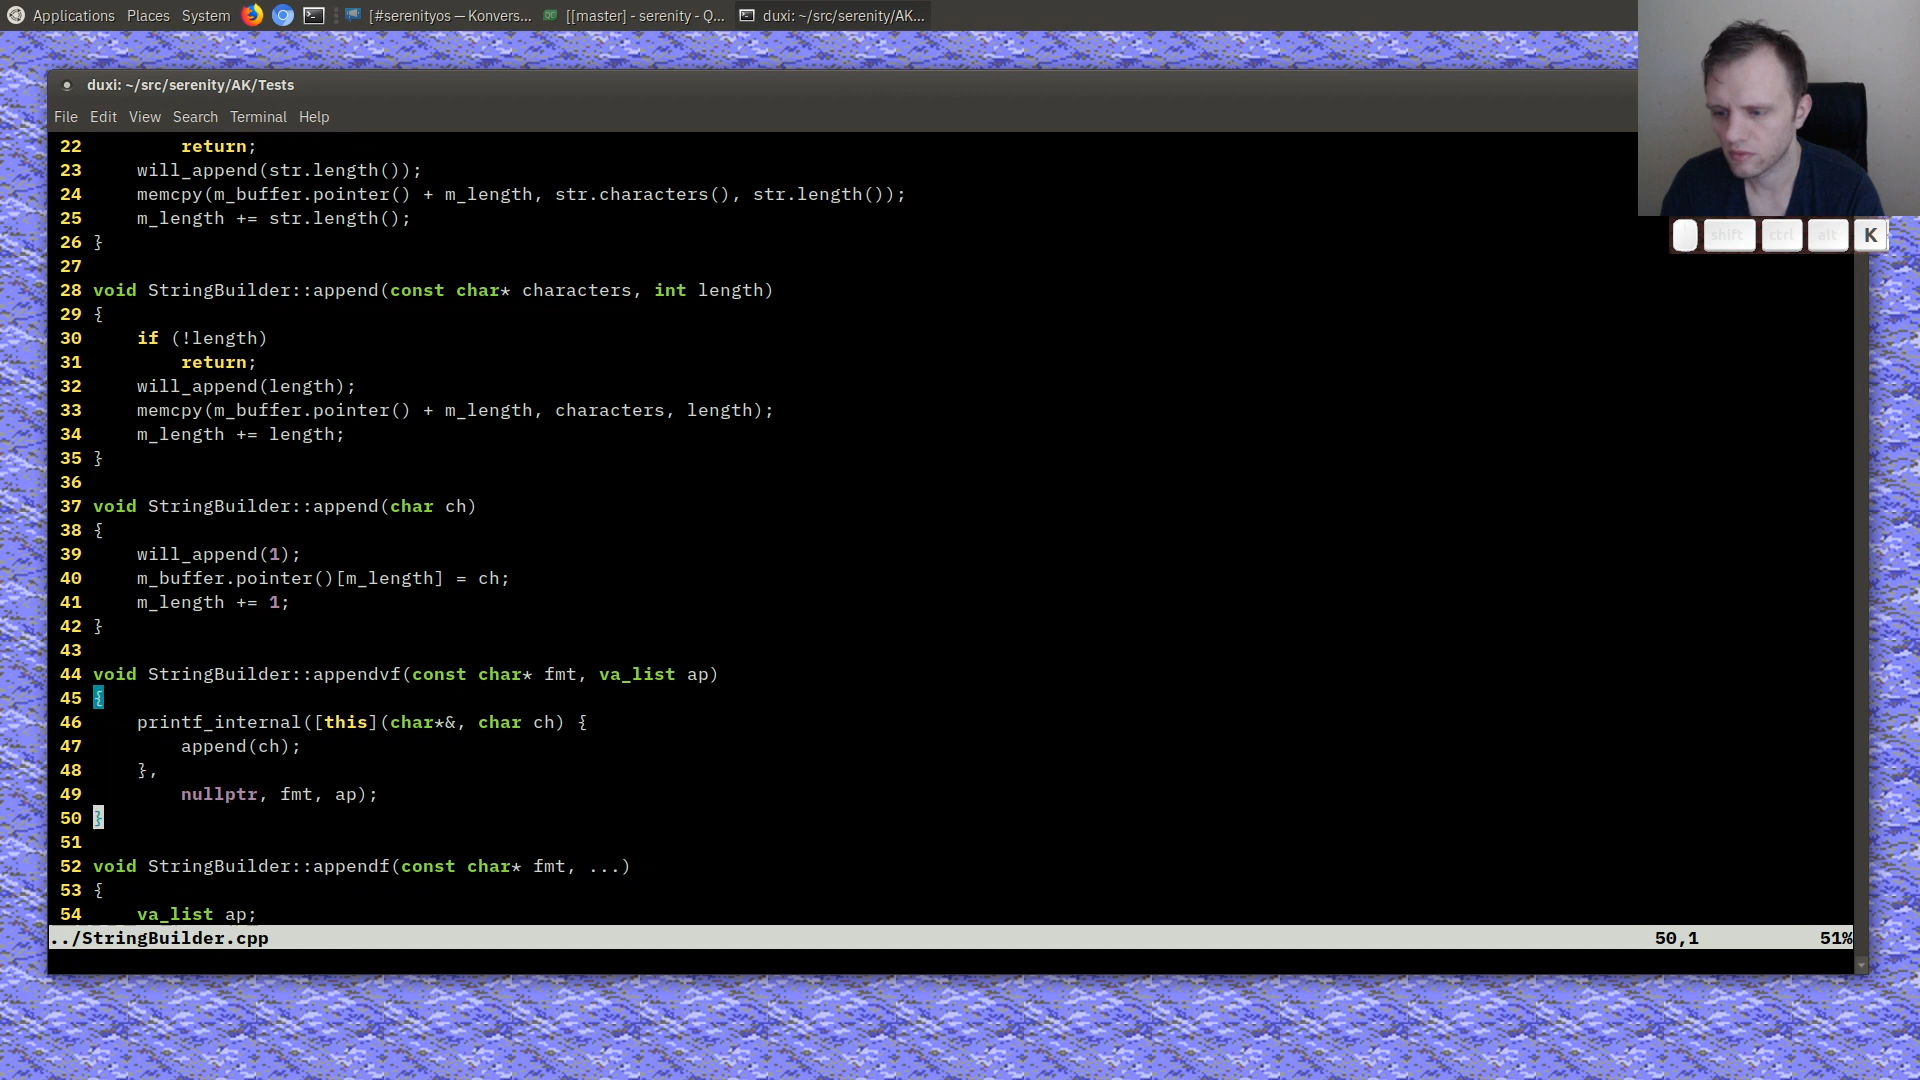 Applications Places System [#serenityos — Konvers... [[master] - serenity - Q... duxi: ~/src/serenity/AK...
duxi: ~/src/serenity/AK/Tests
File Edit View Search Terminal Help
shift ctrl alt K
22 return;
23 will_append(str.length());
24 memcpy(m_buffer.pointer() + m_length, str.characters(), str.length());
25 m_length += str.length();
26 }
27
28 void StringBuilder::append(const char* characters, int length)
29 {
30 if (!length)
31 return;
32 will_append(length);
33 memcpy(m_buffer.pointer() + m_length, characters, length);
34 m_length += length;
35 }
36
37 void StringBuilder::append(char ch)
38 {
39 will_append(1);
40 m_buffer.pointer()[m_length] = ch;
41 m_length += 1;
42 }
43
44 void StringBuilder::appendvf(const char* fmt, va_list ap)
45 {
46 printf_internal([this](char*&, char ch) {
47 append(ch);
48 },
49 nullptr, fmt, ap);
50 }
51
52 void StringBuilder::appendf(const char* fmt, ...)
53 {
54 va_list ap;
../StringBuilder.cpp 50,1 51%